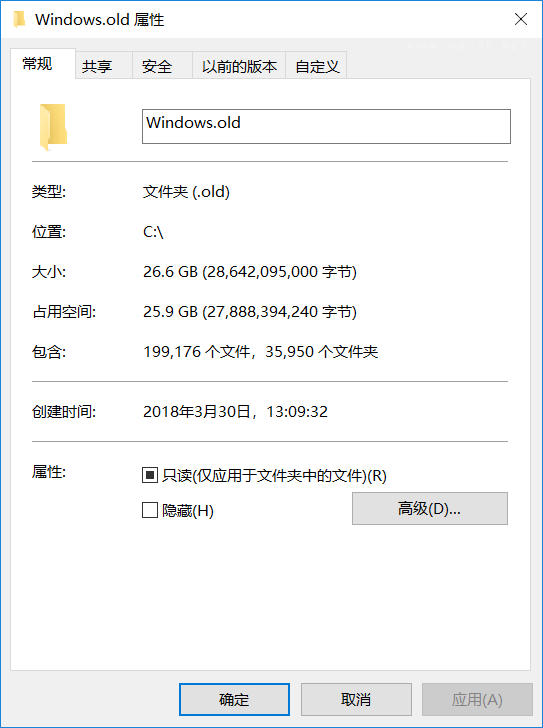 Windows.old 属性
常规 共享 安全 以前的版本 自定义
Windows.old
类型: 文件夹 (.old)
位置: C:\
大小: 26.6 GB (28,642,095,000 字节)
占用空间: 25.9 GB (27,888,394,240 字节)
包含: 199,176 个文件，35,950 个文件夹
创建时间: 2018年3月30日，13:09:32
属性: 只读(仅应用于文件夹中的文件)(R)
隐藏(H) 高级(D)...
确定 取消 应用(A)